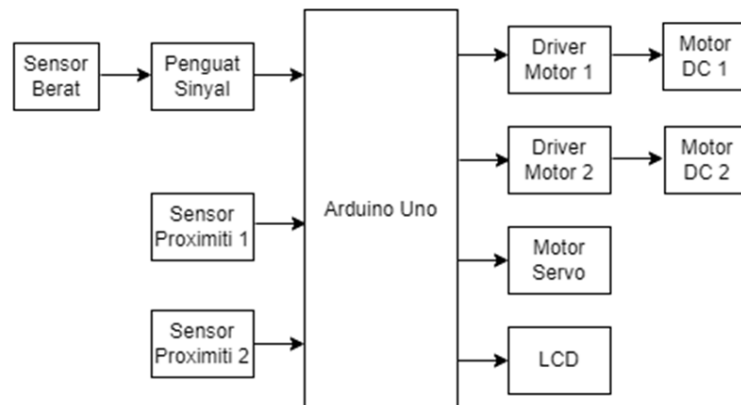 Sensor
Berat
Penguat
Sinyal
Sensor
Proximiti 1
Sensor
Proximiti 2
Arduino Uno
Driver
Motor 1
Motor
DC 1
Driver
Motor 2
Motor
DC 2
Motor
Servo
LCD